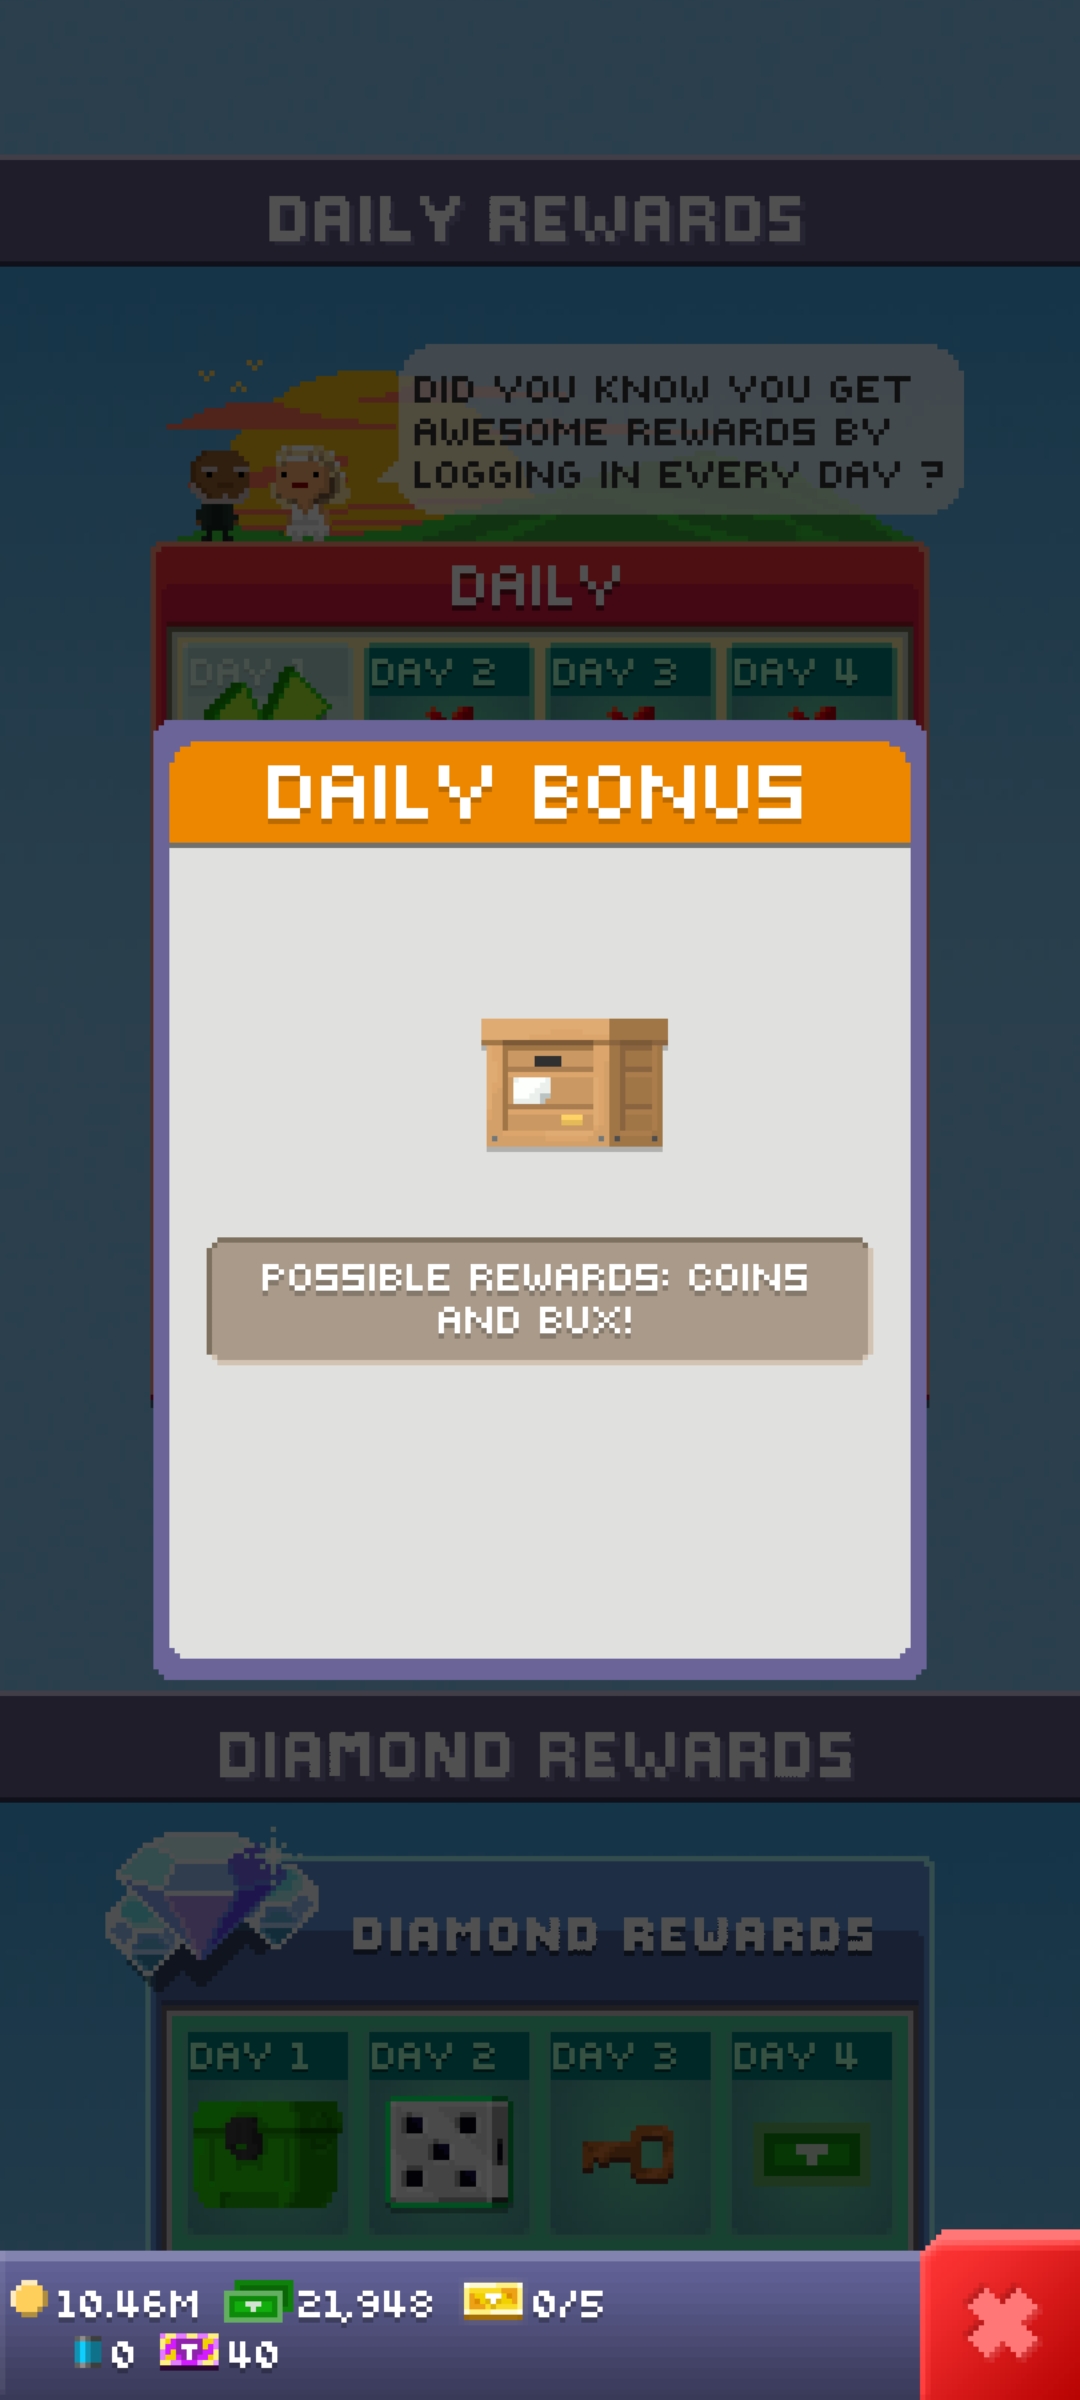 DAILY REWARDS
DID YOU KNOW YOU GET
AWESOME REWARDS BY
LOGGING IN EVERY DAY ?
DAILY
DAY 1
DAY 2
DAY 3
DAY 4
DAILY BONUS
POSSIBLE REWARDS: COINS
AND BUX!
DIAMOND REWARDS
DIAMOND REWARDS
DAY 1
DAY 2
DAY 3
DAY 4
10.46M
21,948
0/5
0
40